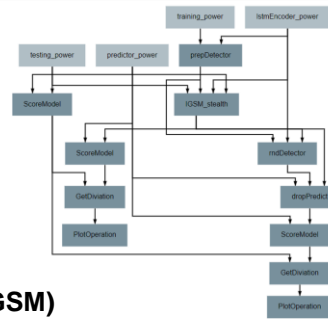 training_power
lstmEncoder_power
testing_power
predictor_power
prepDetector
ScoreModel
IGSM_stealth
ScoreModel
rndDetector
GetDiviation
dropPredict
PlotOperation
ScoreModel
GSM)
GetDiviation
PlotOperation